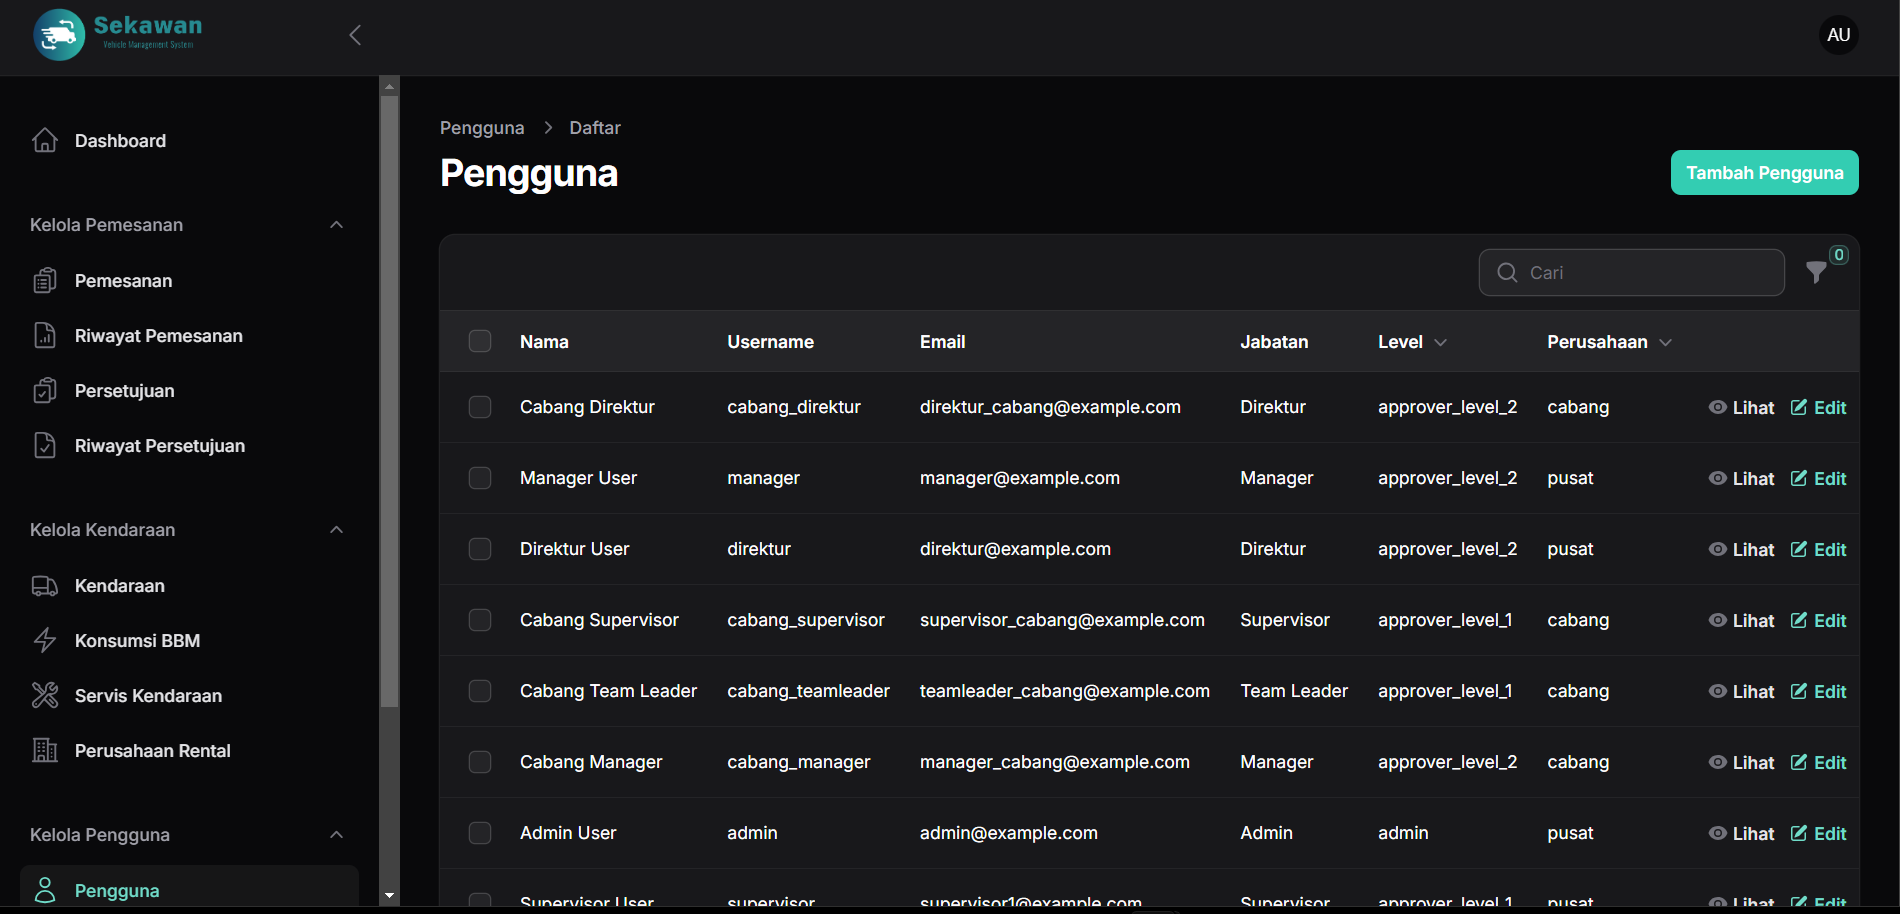 Sekawan
Vehicle Management System
AU
Dashboard
Kelola Pemesanan
Pemesanan
Riwayat Pemesanan
Persetujuan
Riwayat Persetujuan
Kelola Kendaraan
Kendaraan
Konsumsi BBM
Servis Kendaraan
Perusahaan Rental
Kelola Pengguna
Pengguna
Pengguna > Daftar
Pengguna
Tambah Pengguna
Cari
0
Nama Username Email Jabatan Level Perusahaan
Cabang Direktur cabang_direktur direktur_cabang@example.com Direktur approver_level_2 cabang Lihat Edit
Manager User manager manager@example.com Manager approver_level_2 pusat Lihat Edit
Direktur User direktur direktur@example.com Direktur approver_level_2 pusat Lihat Edit
Cabang Supervisor cabang_supervisor supervisor_cabang@example.com Supervisor approver_level_1 cabang Lihat Edit
Cabang Team Leader cabang_teamleader teamleader_cabang@example.com Team Leader approver_level_1 cabang Lihat Edit
Cabang Manager cabang_manager manager_cabang@example.com Manager approver_level_2 cabang Lihat Edit
Admin User admin admin@example.com Admin admin pusat Lihat Edit
Supervisor User supervisor supervisor1@example.com Supervisor approver_level_1 pusat Lihat Edit